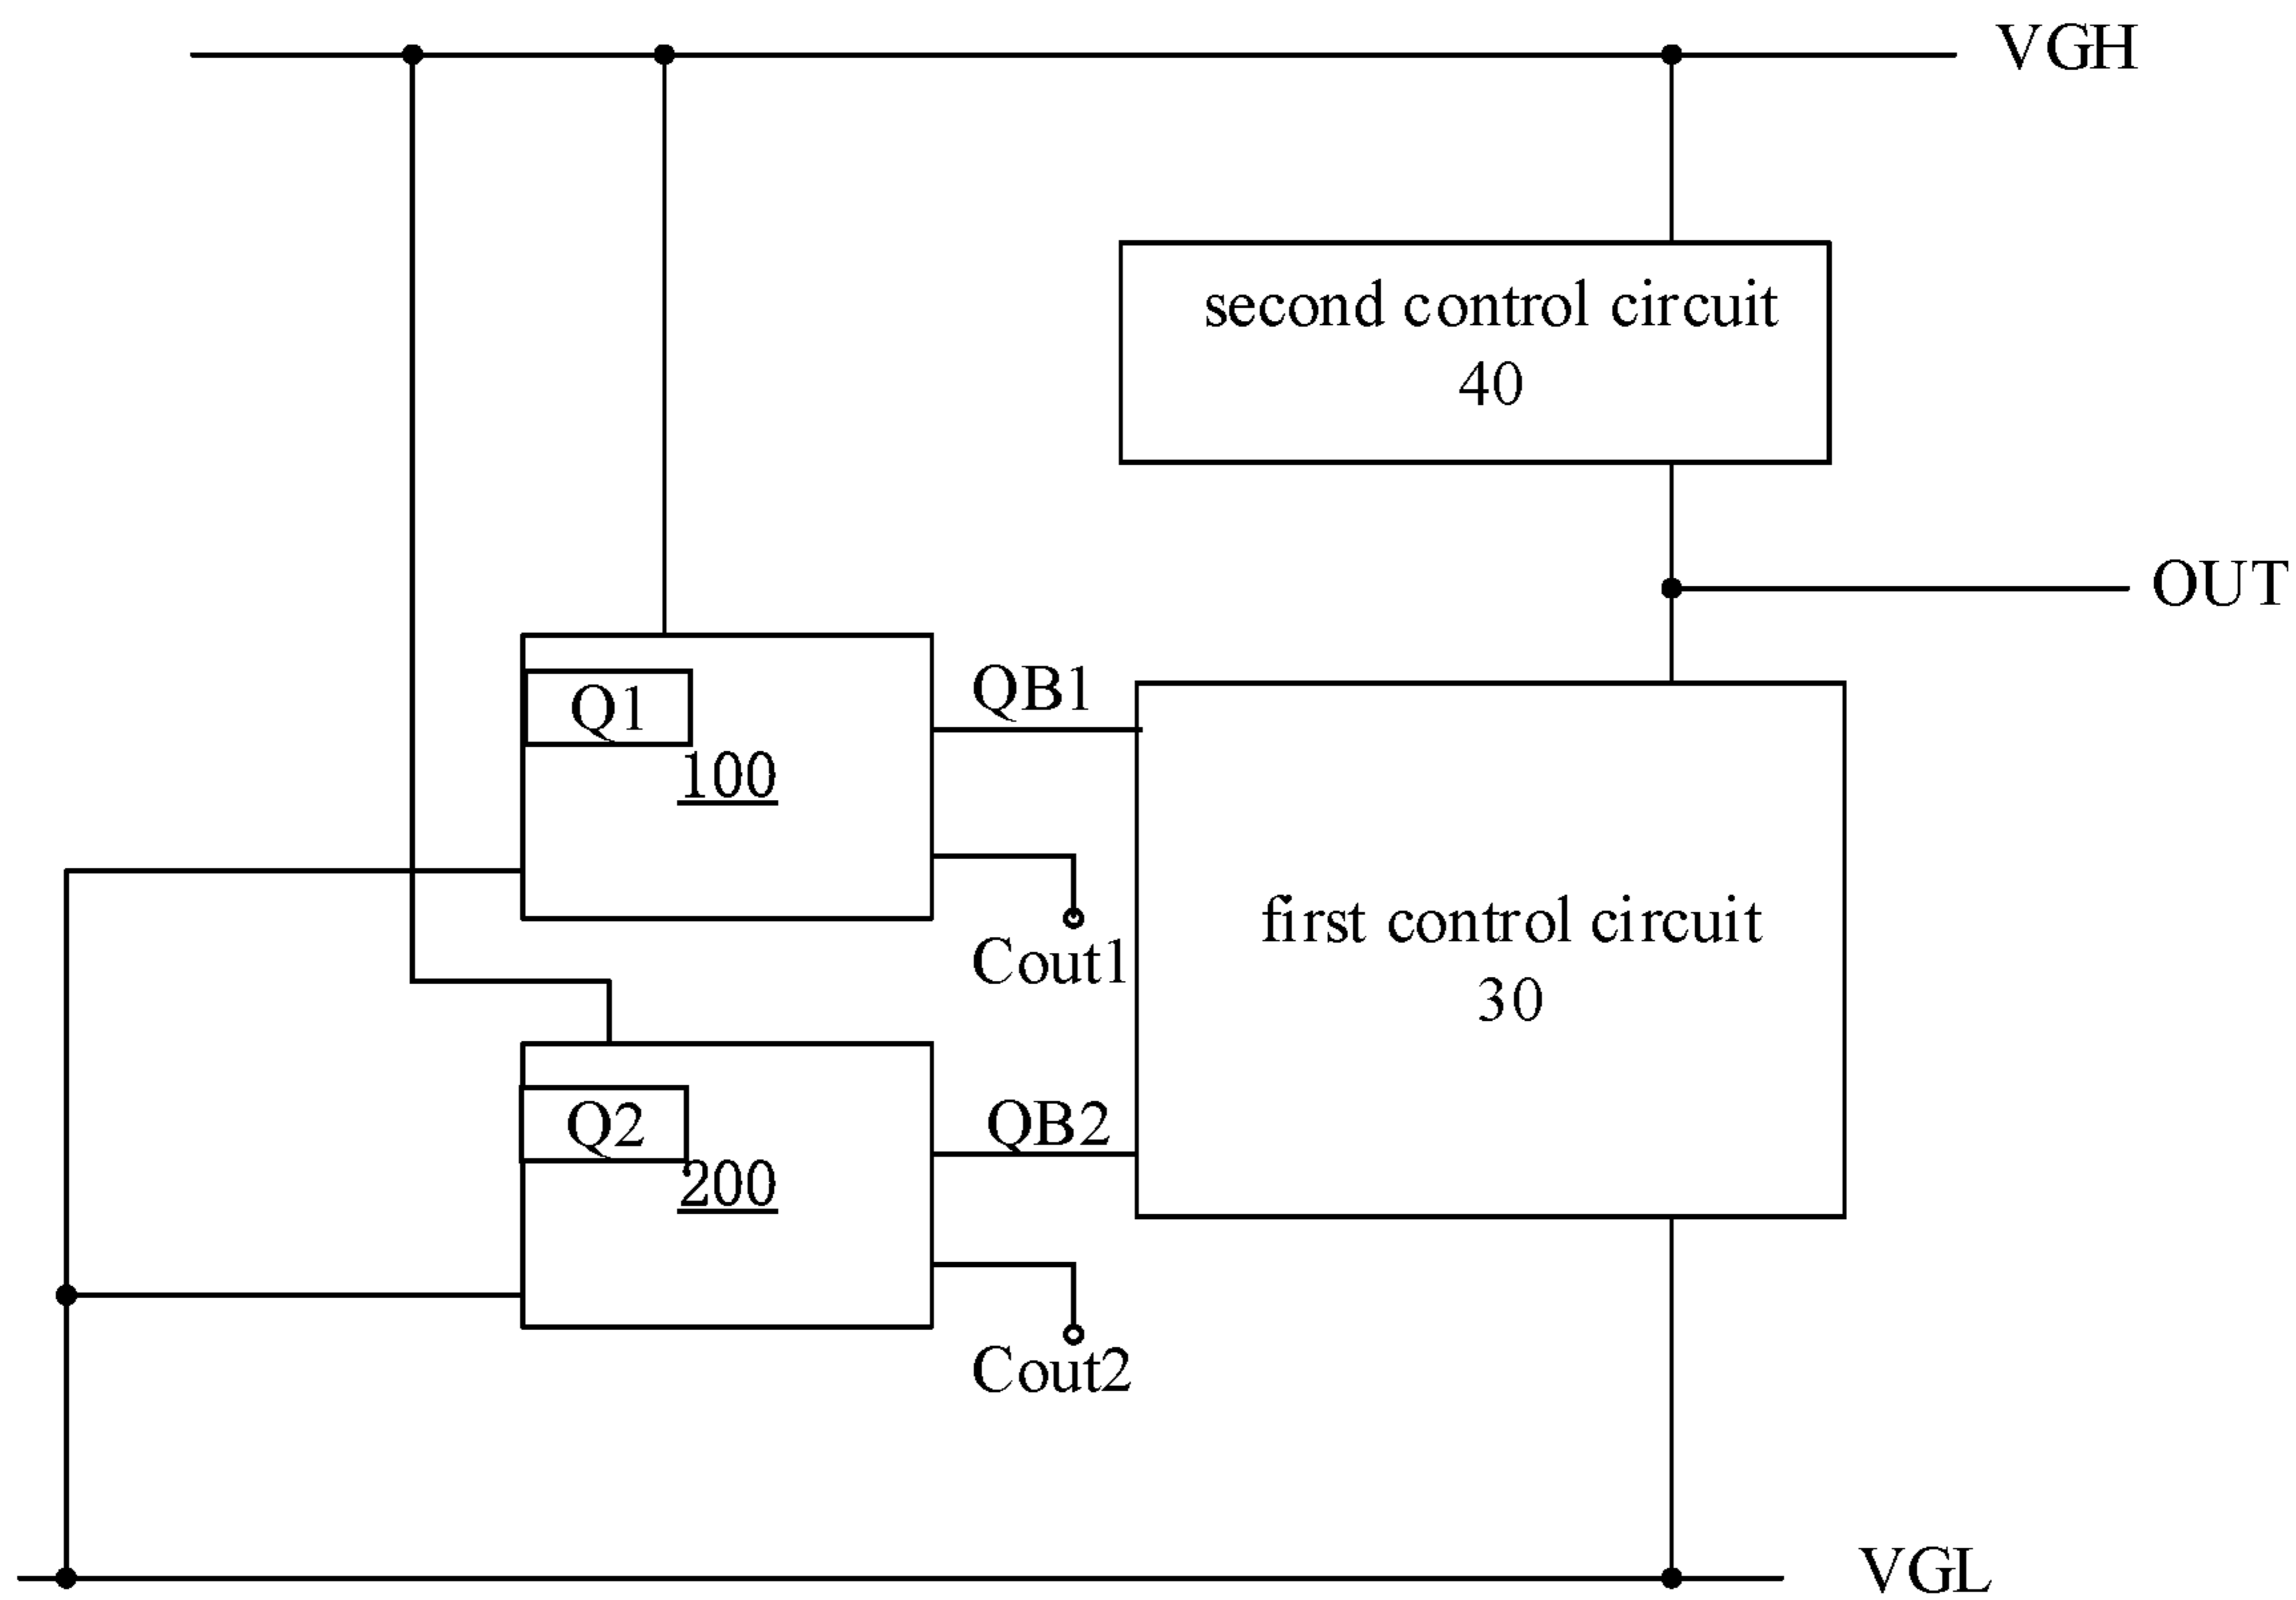 VGH
second control circuit
40
OUT
QB1
Q1
100
first control circuit
30
Cout1
QB2
Q2
200
Cout2
VGL